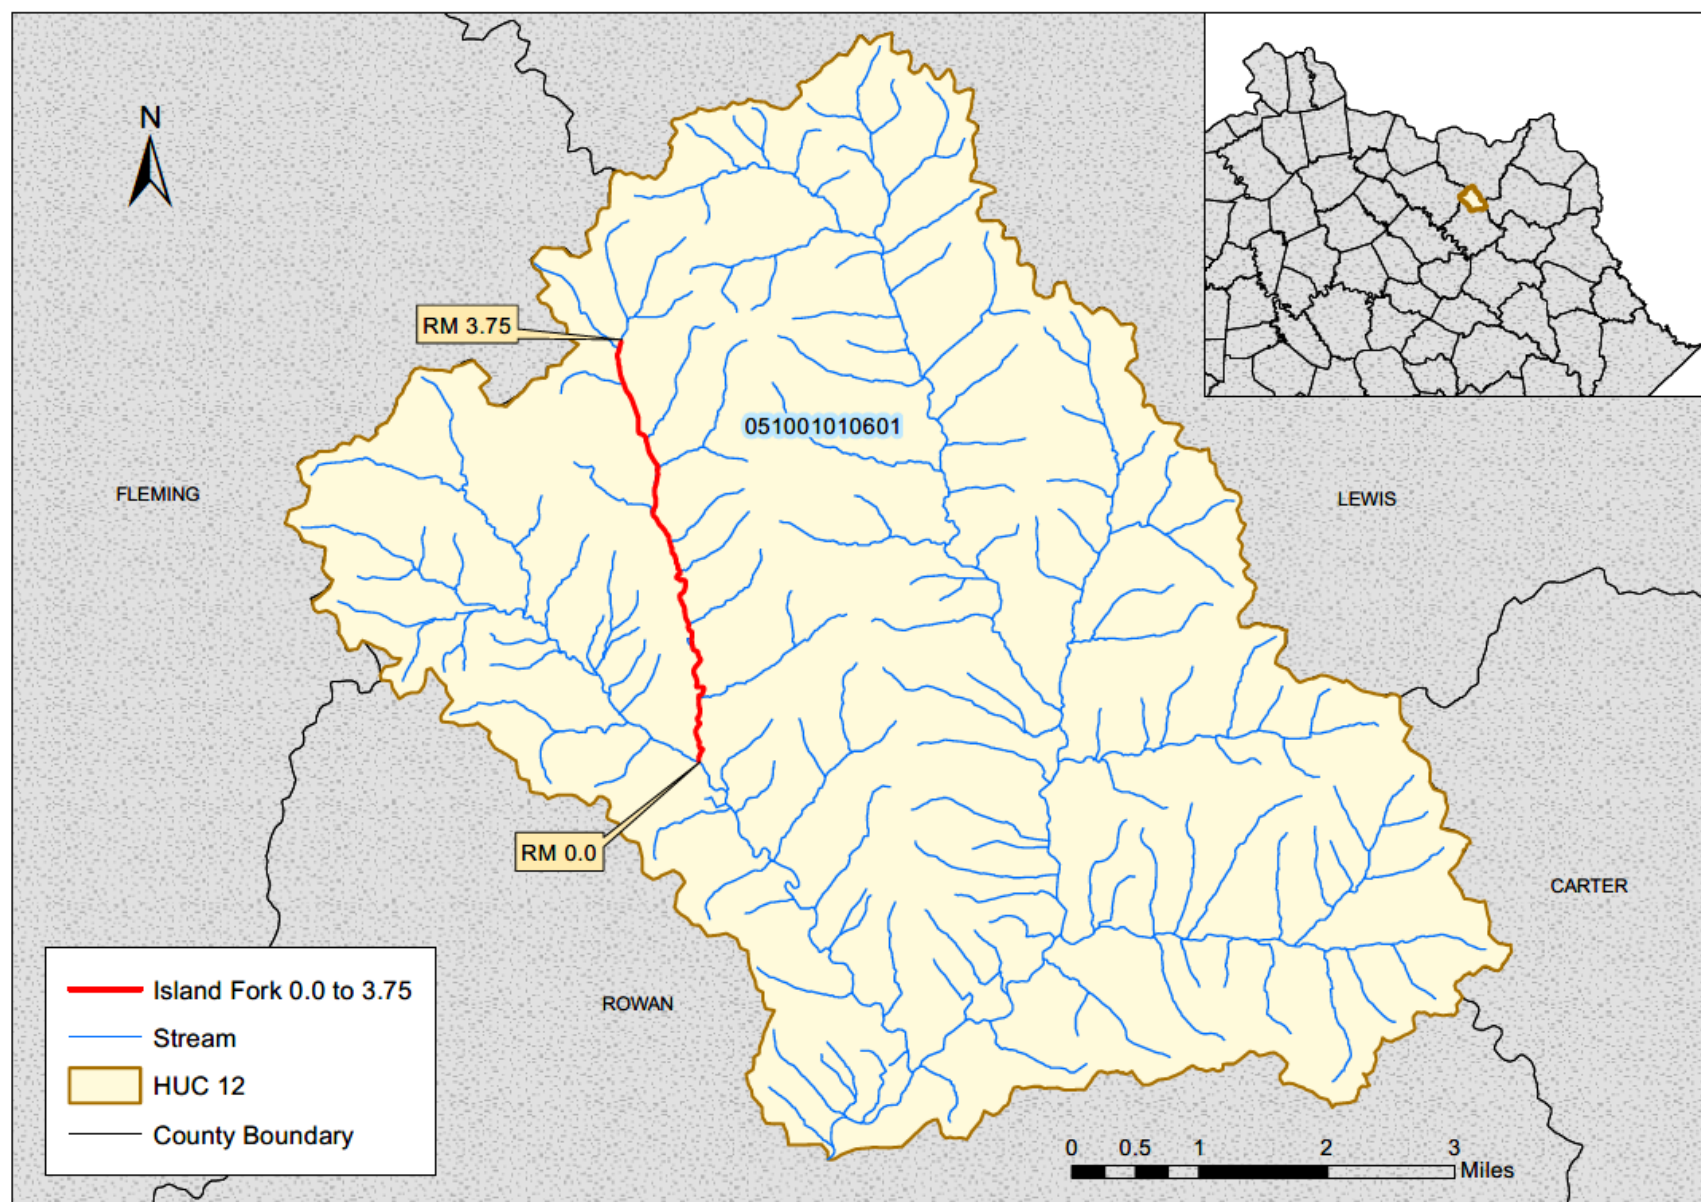 N
RM 3.75
051001010601
FLEMING
LEWIS
RM 0.0
CARTER
ROWAN
Island Fork 0.0 to 3.75
Stream
HUC 12
County Boundary
0 0.5 1 2 3
Miles